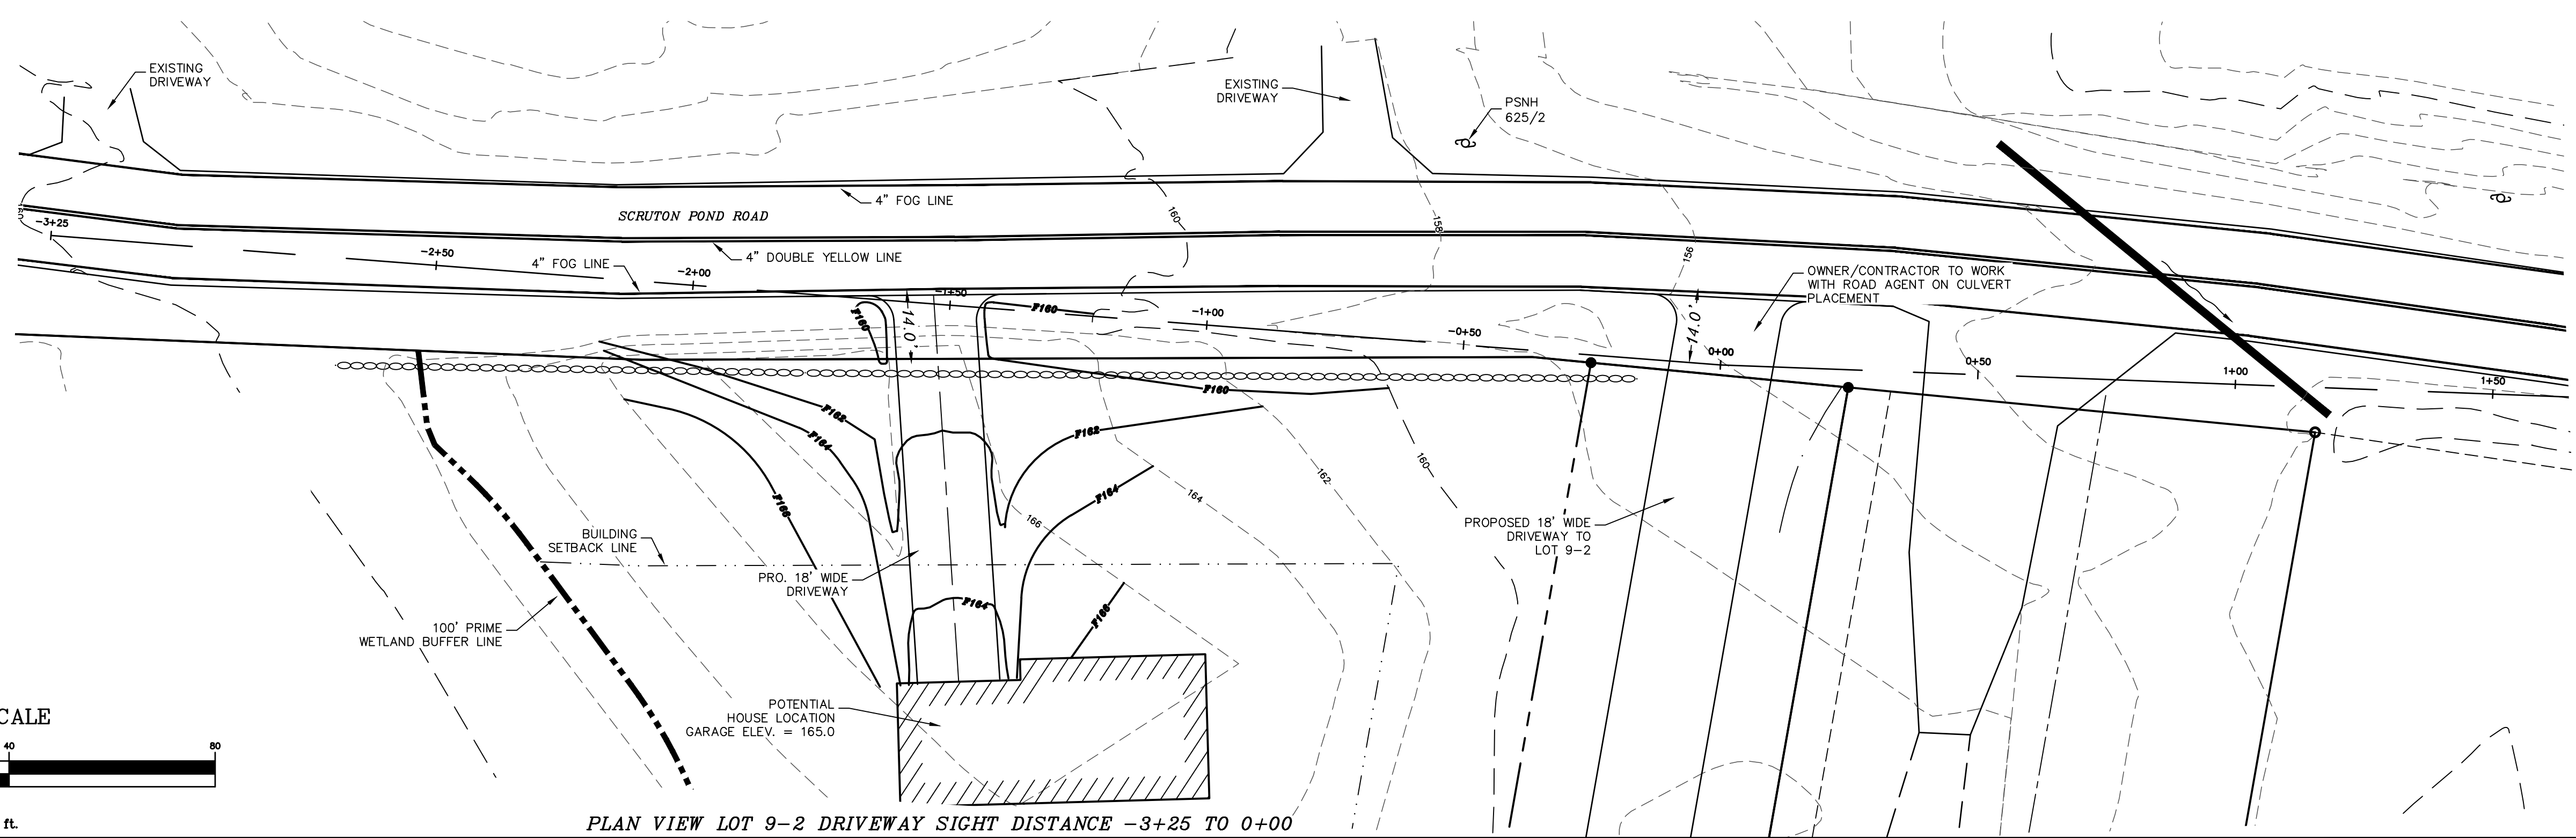 EXISTING
DRIVEWAY
EXISTING
DRIVEWAY
PSNH
625/2
4" FOG LINE
SCRUTON POND ROAD
4" DOUBLE YELLOW LINE
4" FOG LINE
-3+25
-2+50
-2+00
-1+50
-1+00
-0+50
0+00
0+50
1+00
1+50
160
158
156
OWNER/CONTRACTOR TO WORK
WITH ROAD AGENT ON CULVERT
PLACEMENT
14.0'
14.0'
F160
F160
F160
F162
F164
F166
F162
F164
F166
F164
166
164
162
160
BUILDING
SETBACK LINE
PRO. 18' WIDE
DRIVEWAY
PROPOSED 18' WIDE
DRIVEWAY TO
LOT 9-2
100' PRIME
WETLAND BUFFER LINE
POTENTIAL
HOUSE LOCATION
GARAGE ELEV. = 165.0
CALE
40
80
ft.
PLAN VIEW LOT 9-2 DRIVEWAY SIGHT DISTANCE -3+25 TO 0+00